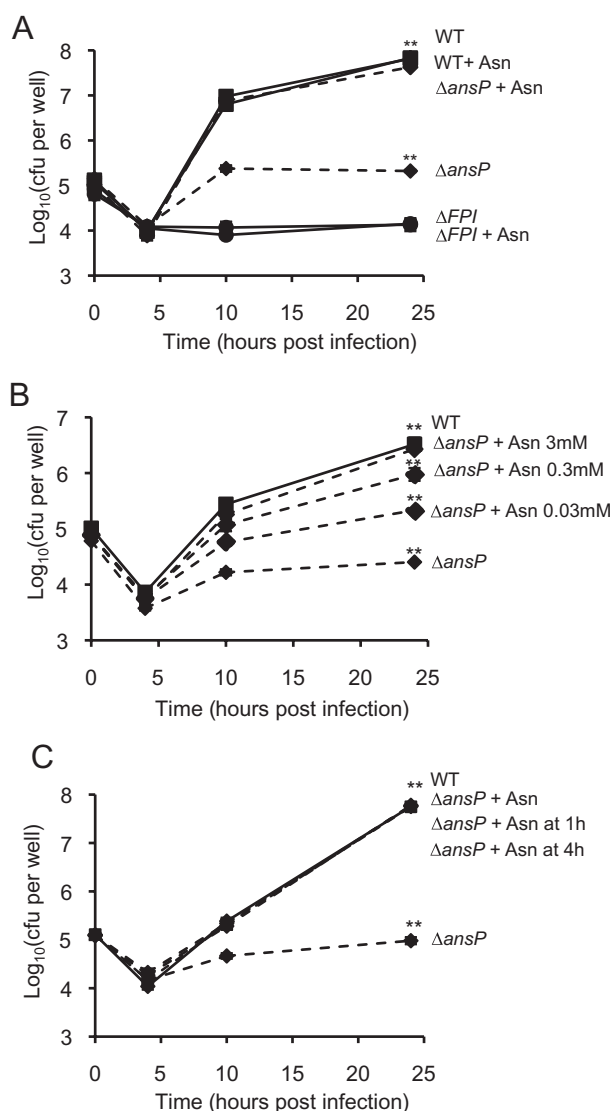 A
8
7
6
5
4
3
0 5 10 15 20 25
Log10(cfu per well)
Time (hours post infection)
**
WT
WT+ Asn
ΔansP + Asn
**
ΔansP
ΔFPI
ΔFPI + Asn
B
7
6
5
4
3
0 5 10 15 20 25
Log10(cfu per well)
Time (hours post infection)
**
WT
ΔansP + Asn 3mM
**
ΔansP + Asn 0.3mM
**
ΔansP + Asn 0.03mM
**
ΔansP
C
8
7
6
5
4
3
0 5 10 15 20 25
Log10(cfu per well)
Time (hours post infection)
**
WT
ΔansP + Asn
ΔansP + Asn at 1h
ΔansP + Asn at 4h
**
ΔansP